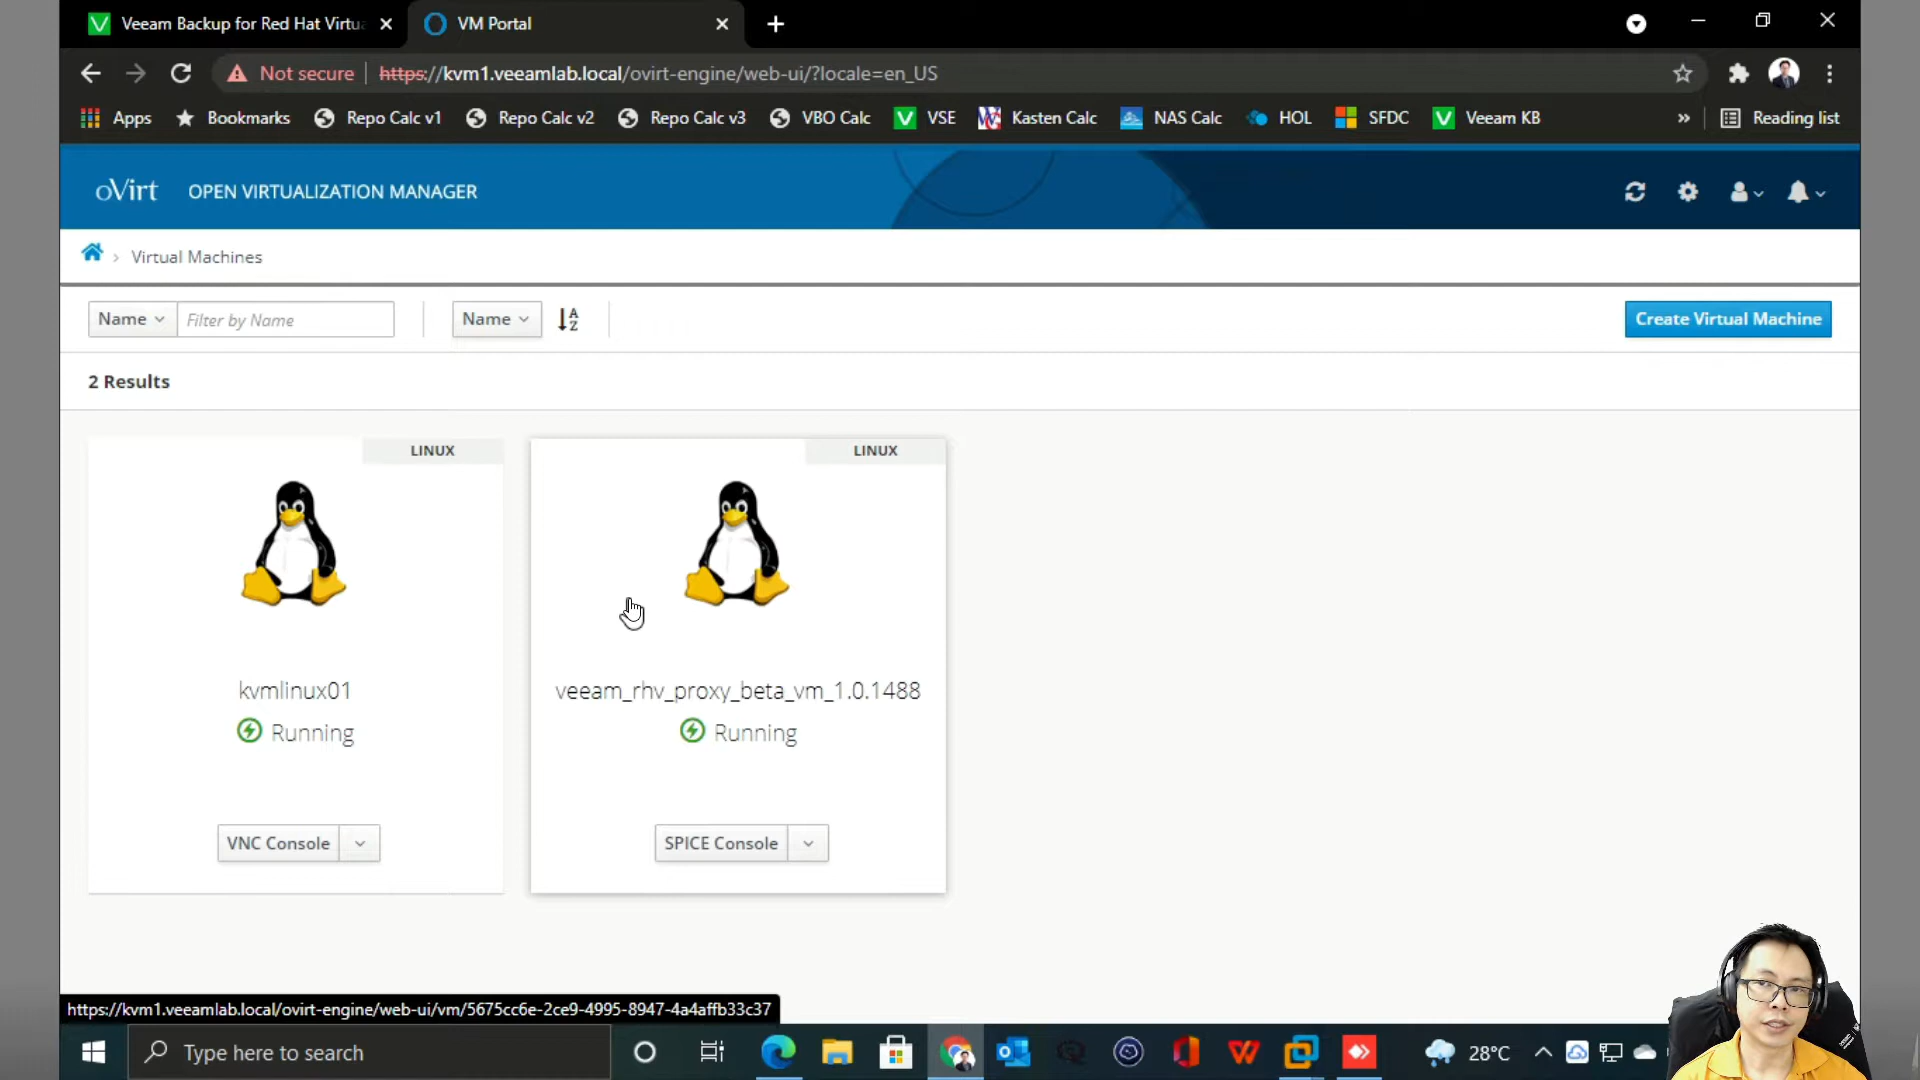 Veeam Backup for Red Hat Virtu
VM Portal
Not secure
https://kvm1.veeamlab.local/ovirt-engine/web-ui/?locale=en_US
Apps
Bookmarks
Repo Calc v1
Repo Calc v2
Repo Calc v3
VBO Calc
VSE
Kasten Calc
NAS Calc
HOL
SFDC
Veeam KB
»
Reading list
oVirt
OPEN VIRTUALIZATION MANAGER
Virtual Machines
Name
Filter by Name
Name
Create Virtual Machine
2 Results
LINUX
LINUX
kvmlinux01
veeam_rhv_proxy_beta_vm_1.0.1488
Running
Running
VNC Console
SPICE Console
https://kvm1.veeamlab.local/ovirt-engine/web-ui/vm/5675cc6e-2ce9-4995-8947-4a4affb33c37
Type here to search
28°C